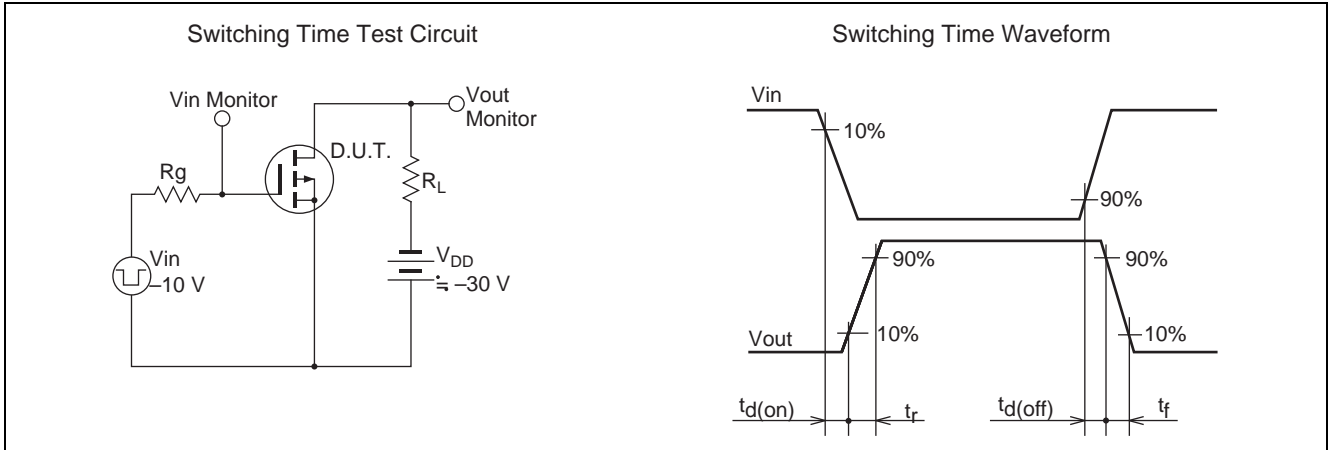 Switching Time Test Circuit
Vin Monitor
Vout
Monitor
D.U.T.
Rg
RL
Vin
–10 V
VDD
≒ –30 V
Switching Time Waveform
Vin
10%
90%
90%
90%
10%
10%
Vout
td(on)
tr
td(off)
tf